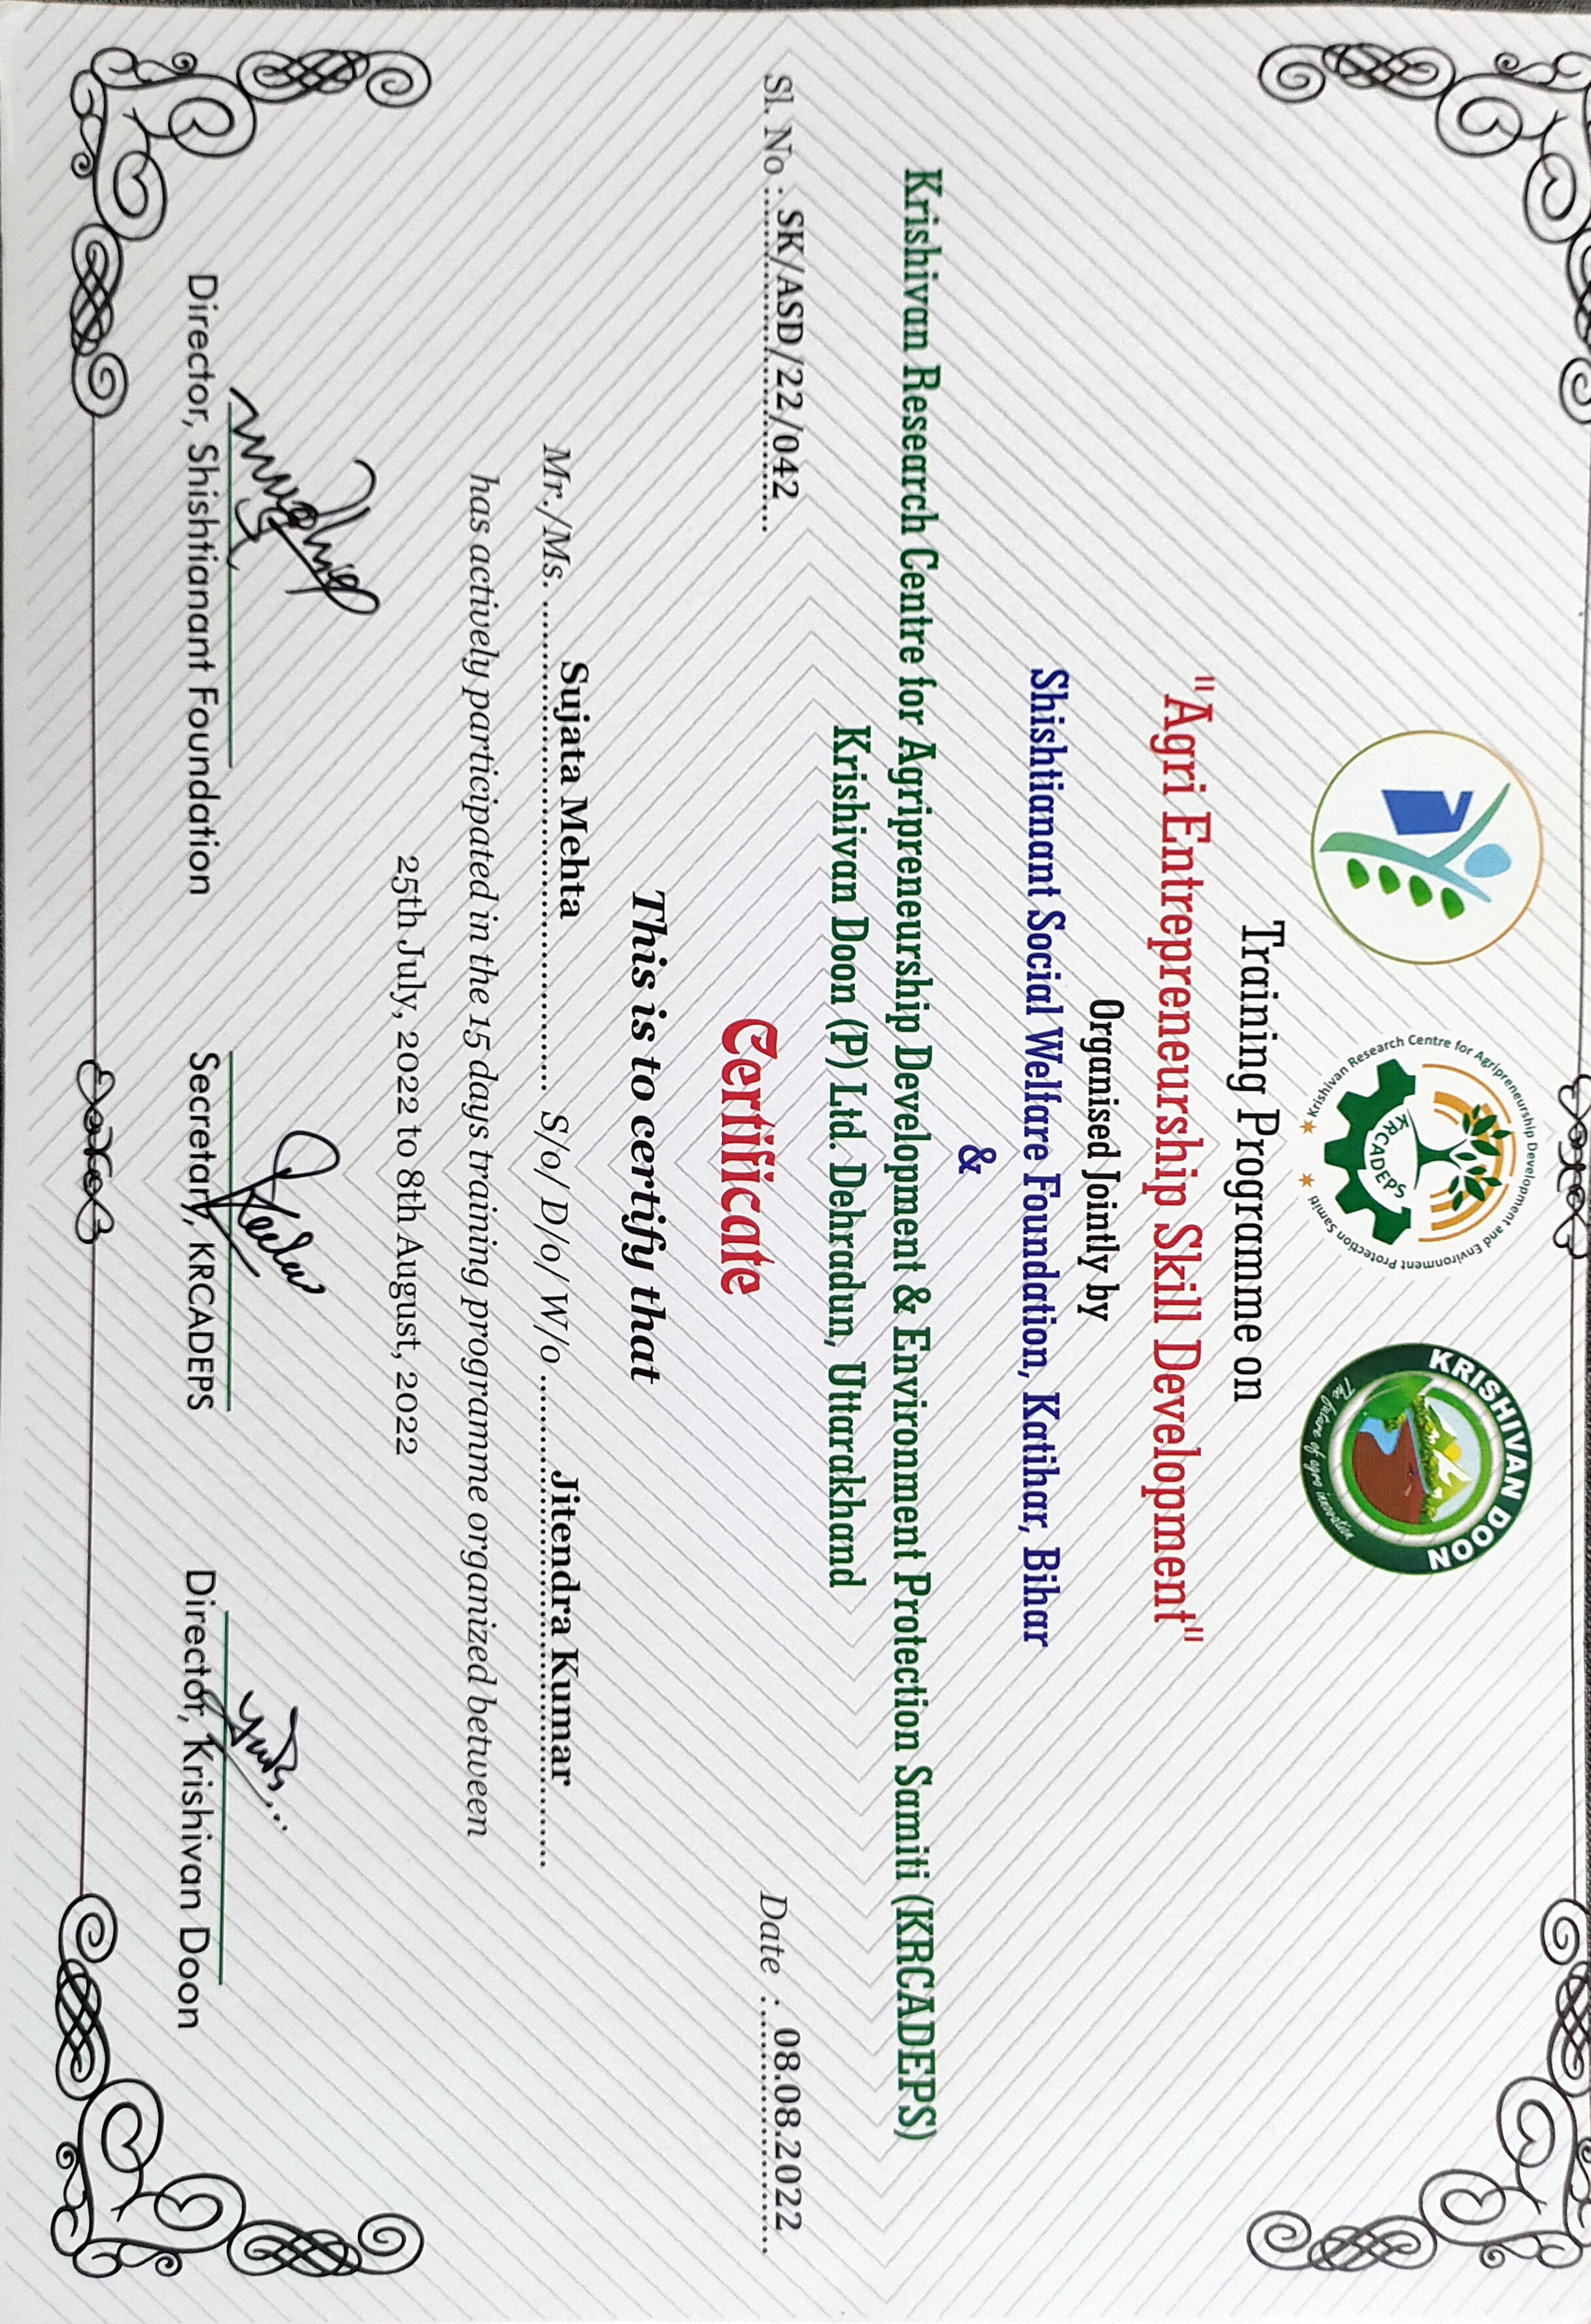 Krishivan Research Centre for Agripreneurship Development and Environment Protection Samiti
KRCADEPS
KRISHIVAN DOON
The future of agro innovation
Training Programme on
"Agri Entrepreneurship Skill Development"
Organised Jointly by
Shishtianant Social Welfare Foundation, Katihar, Bihar
&
Krishivan Research Centre for Agripreneurship Development & Environment Protection Samiti (KRCADEPS)
Krishivan Doon (P) Ltd. Dehradun, Uttarakhand
Sl. No : SK/ASD/22/042
Date : 08.08.2022
Certificate
This is to certify that
Mr./Ms. Sujata Mehta S/o/ D/o/ W/o Jitendra Kumar
has actively participated in the 15 days training programme organized between
25th July, 2022 to 8th August, 2022
Director, Shishtianant Foundation
Secretary, KRCADEPS
Director, Krishivan Doon